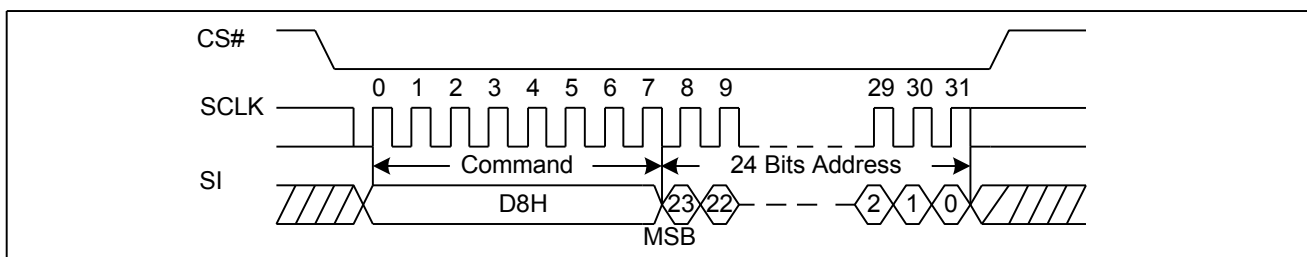 CS#
0 1 2 3 4 5 6 7 8 9 29 30 31
SCLK
Command 24 Bits Address
SI
D8H 23 22 2 1 0
MSB